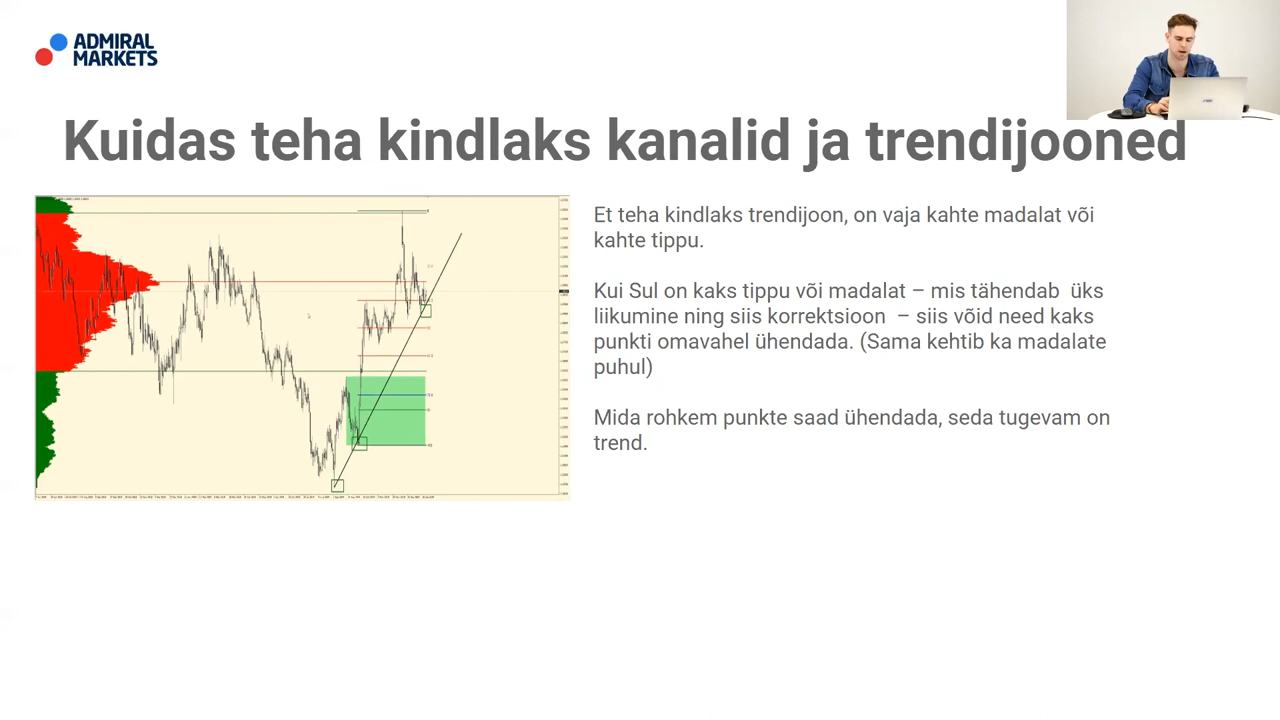 ADMIRAL
MARKETS
Kuidas teha kindlaks kanalid ja trendijooned
Et teha kindlaks trendijoon, on vaja kahte madalat või
kahte tippu.
Kui Sul on kaks tippu või madalat – mis tähendab üks
liikumine ning siis korrektsioon – siis võid need kaks
punkti omavahel ühendada. (Sama kehtib ka madalate
puhul)
Mida rohkem punkte saad ühendada, seda tugevam on
trend.